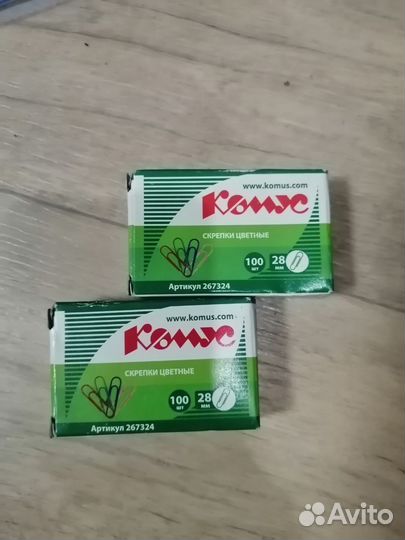 www.komus.com
Комус
СКРЕПКИ ЦВЕТНЫЕ
100 ШТ
28 ММ
Артикул 267324
www.komus.com
Комус
СКРЕПКИ ЦВЕТНЫЕ
100 ШТ
28 ММ
Артикул 267324
Avito